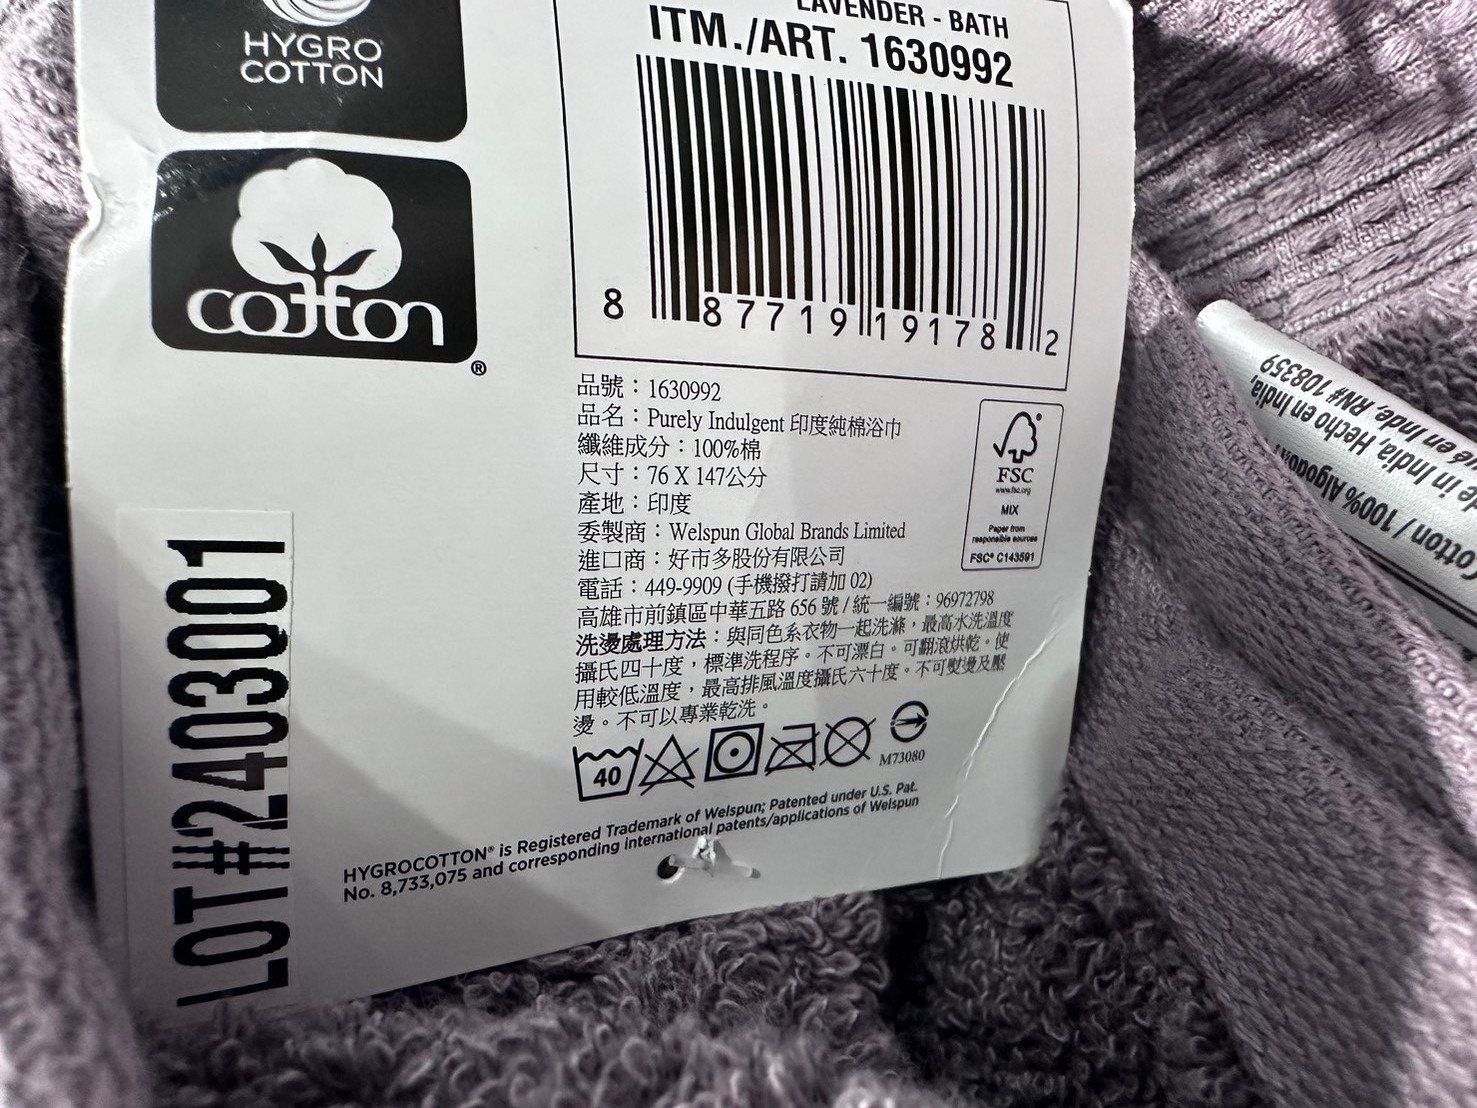 HYGRO
COTTON
cotton
®
LAVENDER - BATH
ITM./ART. 1630992
8 87719 19178 2
品號：1630992
品名：Purely Indulgent 印度純棉浴巾
纖維成分：100%棉
尺寸：76 X 147公分
產地：印度
委製商：Welspun Global Brands Limited
進口商：好市多股份有限公司
電話：449-9909 (手機撥打請加 02)
高雄市前鎮區中華五路 656 號 / 統一編號：96972798
洗燙處理方法：與同色系衣物一起洗滌，最高水洗溫度
攝氏四十度，標準洗程序。不可漂白。可翻滾烘乾。使
用較低溫度，最高排風溫度攝氏六十度。不可熨燙及壓
燙。不可以專業乾洗。
40
M73080
FSC
www.fsc.org
MIX
Paper from
responsible sources
FSC® C143591
HYGROCOTTON® is Registered Trademark of Welspun; Patented under U.S. Pat.
No. 8,733,075 and corresponding international patents/applications of Welspun
LOT#2403001
otton / 100% Algodón
de in India, Hecho en India,
ué en Inde, RN# 108359